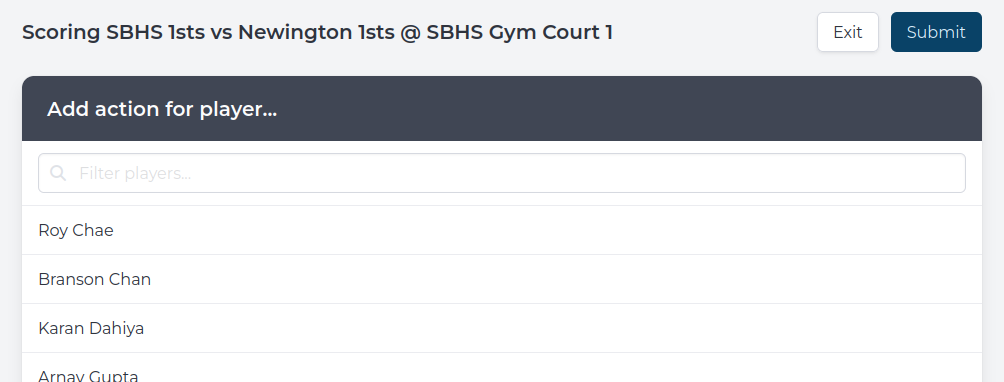 Scoring SBHS 1sts vs Newington 1sts @ SBHS Gym Court 1
Exit
Submit
Add action for player...
Filter players...
Roy Chae
Branson Chan
Karan Dahiya
Arnav Gupta